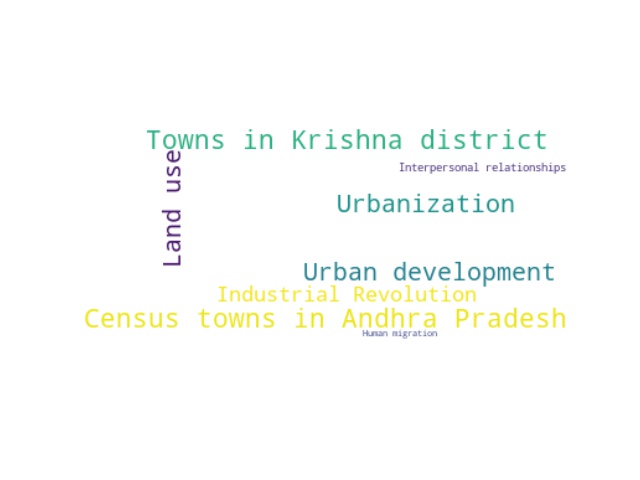 Towns in Krishna district
Interpersonal relationships
Land use
Urbanization
Urban development
Industrial Revolution
Census towns in Andhra Pradesh
Human migration